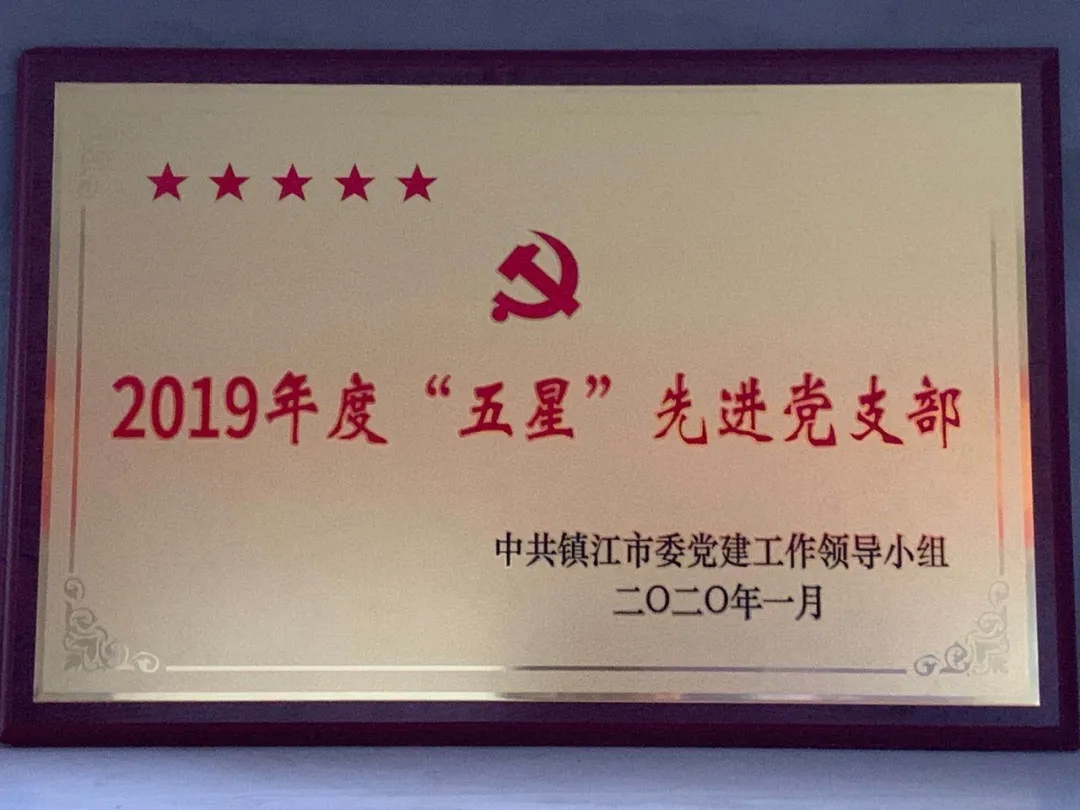 2019年度“五星”先进党支部
中共镇江市委党建工作领导小组
二〇二〇年一月